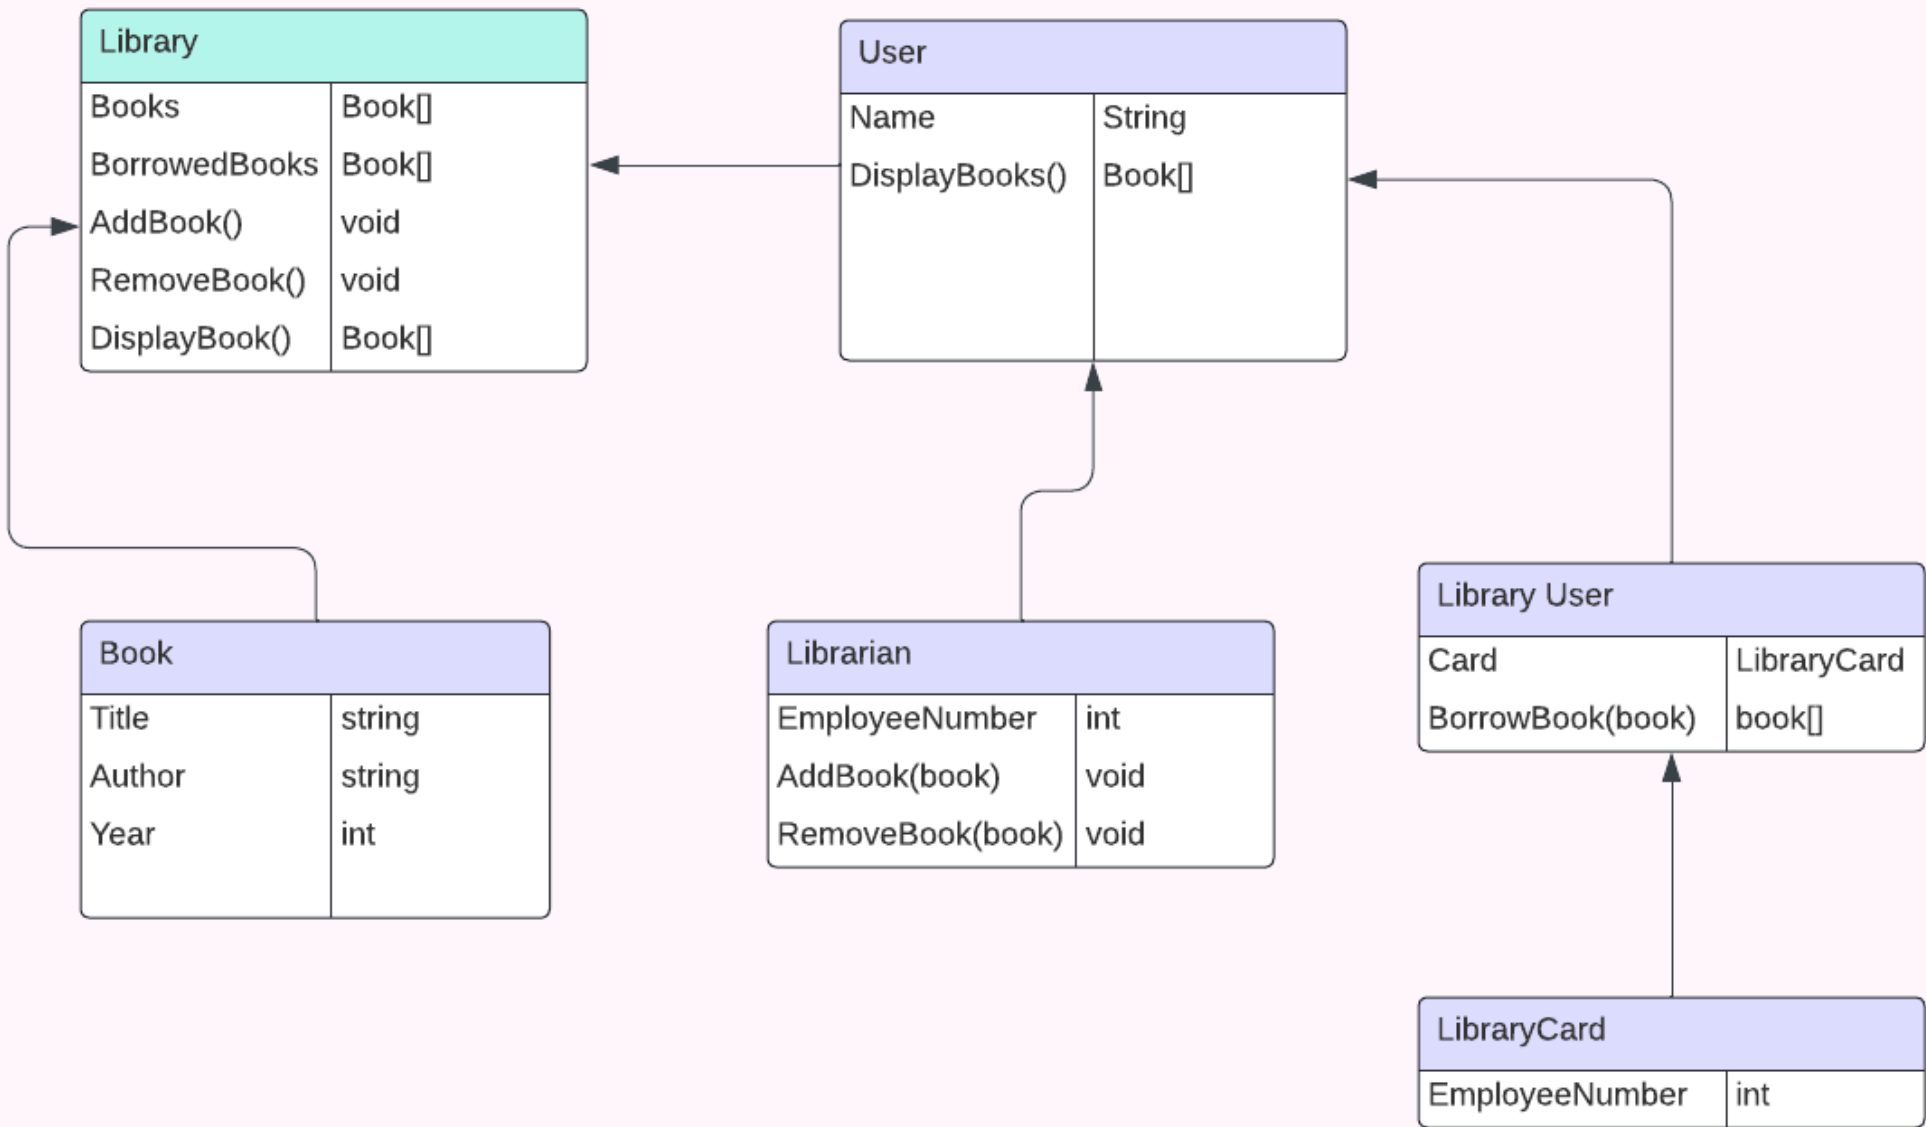 Library
Books Book[]
BorrowedBooks Book[]
AddBook() void
RemoveBook() void
DisplayBook() Book[]
User
Name String
DisplayBooks() Book[]
Book
Title string
Author string
Year int
Librarian
EmployeeNumber int
AddBook(book) void
RemoveBook(book) void
Library User
Card LibraryCard
BorrowBook(book) book[]
LibraryCard
EmployeeNumber int